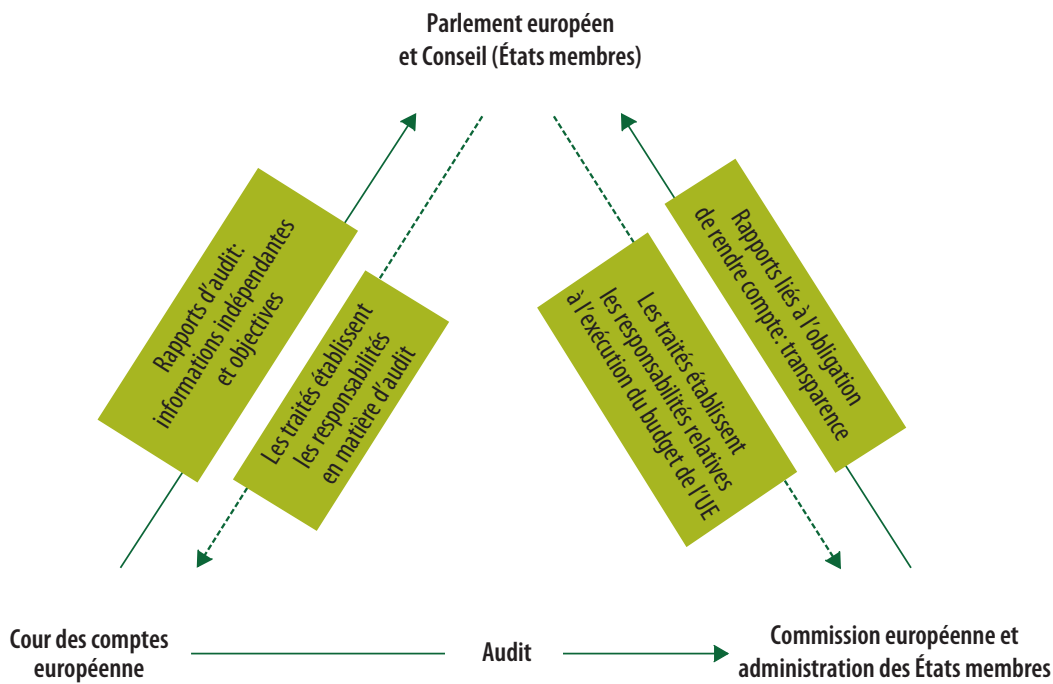 Parlement européen
et Conseil (États membres)
Rapports d'audit:
informations indépendantes
et objectives
Les traités établissent
les responsabilités
en matière d'audit
Les traités établissent
les responsabilités relatives
à l'exécution du budget de l'UE
Rapports liés à l'obligation
de rendre compte: transparence
Cour des comptes
européenne
Audit
Commission européenne et
administration des États membres